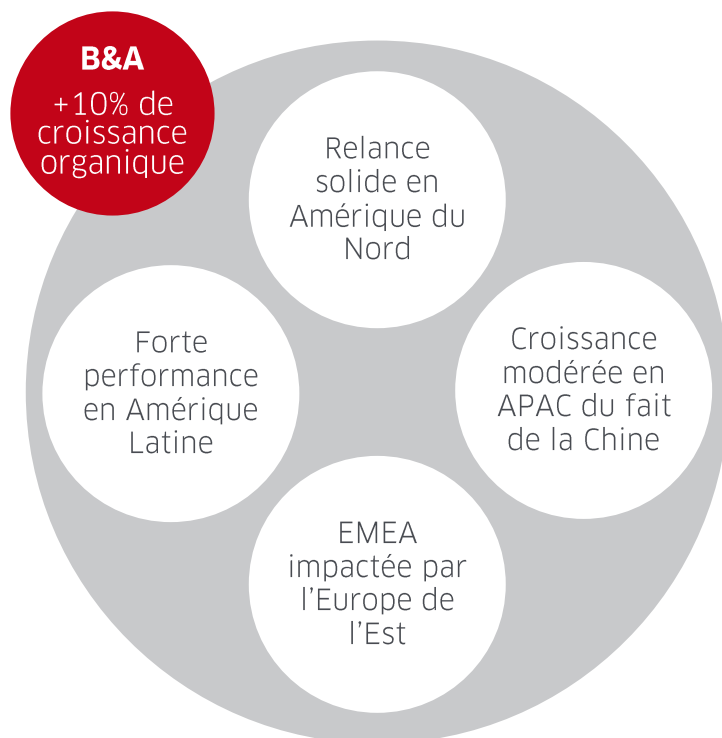 B&A
+10% de
croissance
organique
Relance
solide en
Amérique du
Nord
Forte
performance
en Amérique
Latine
Croissance
modérée en
APAC du fait
de la Chine
EMEA
impactée par
l’Europe de
l’Est